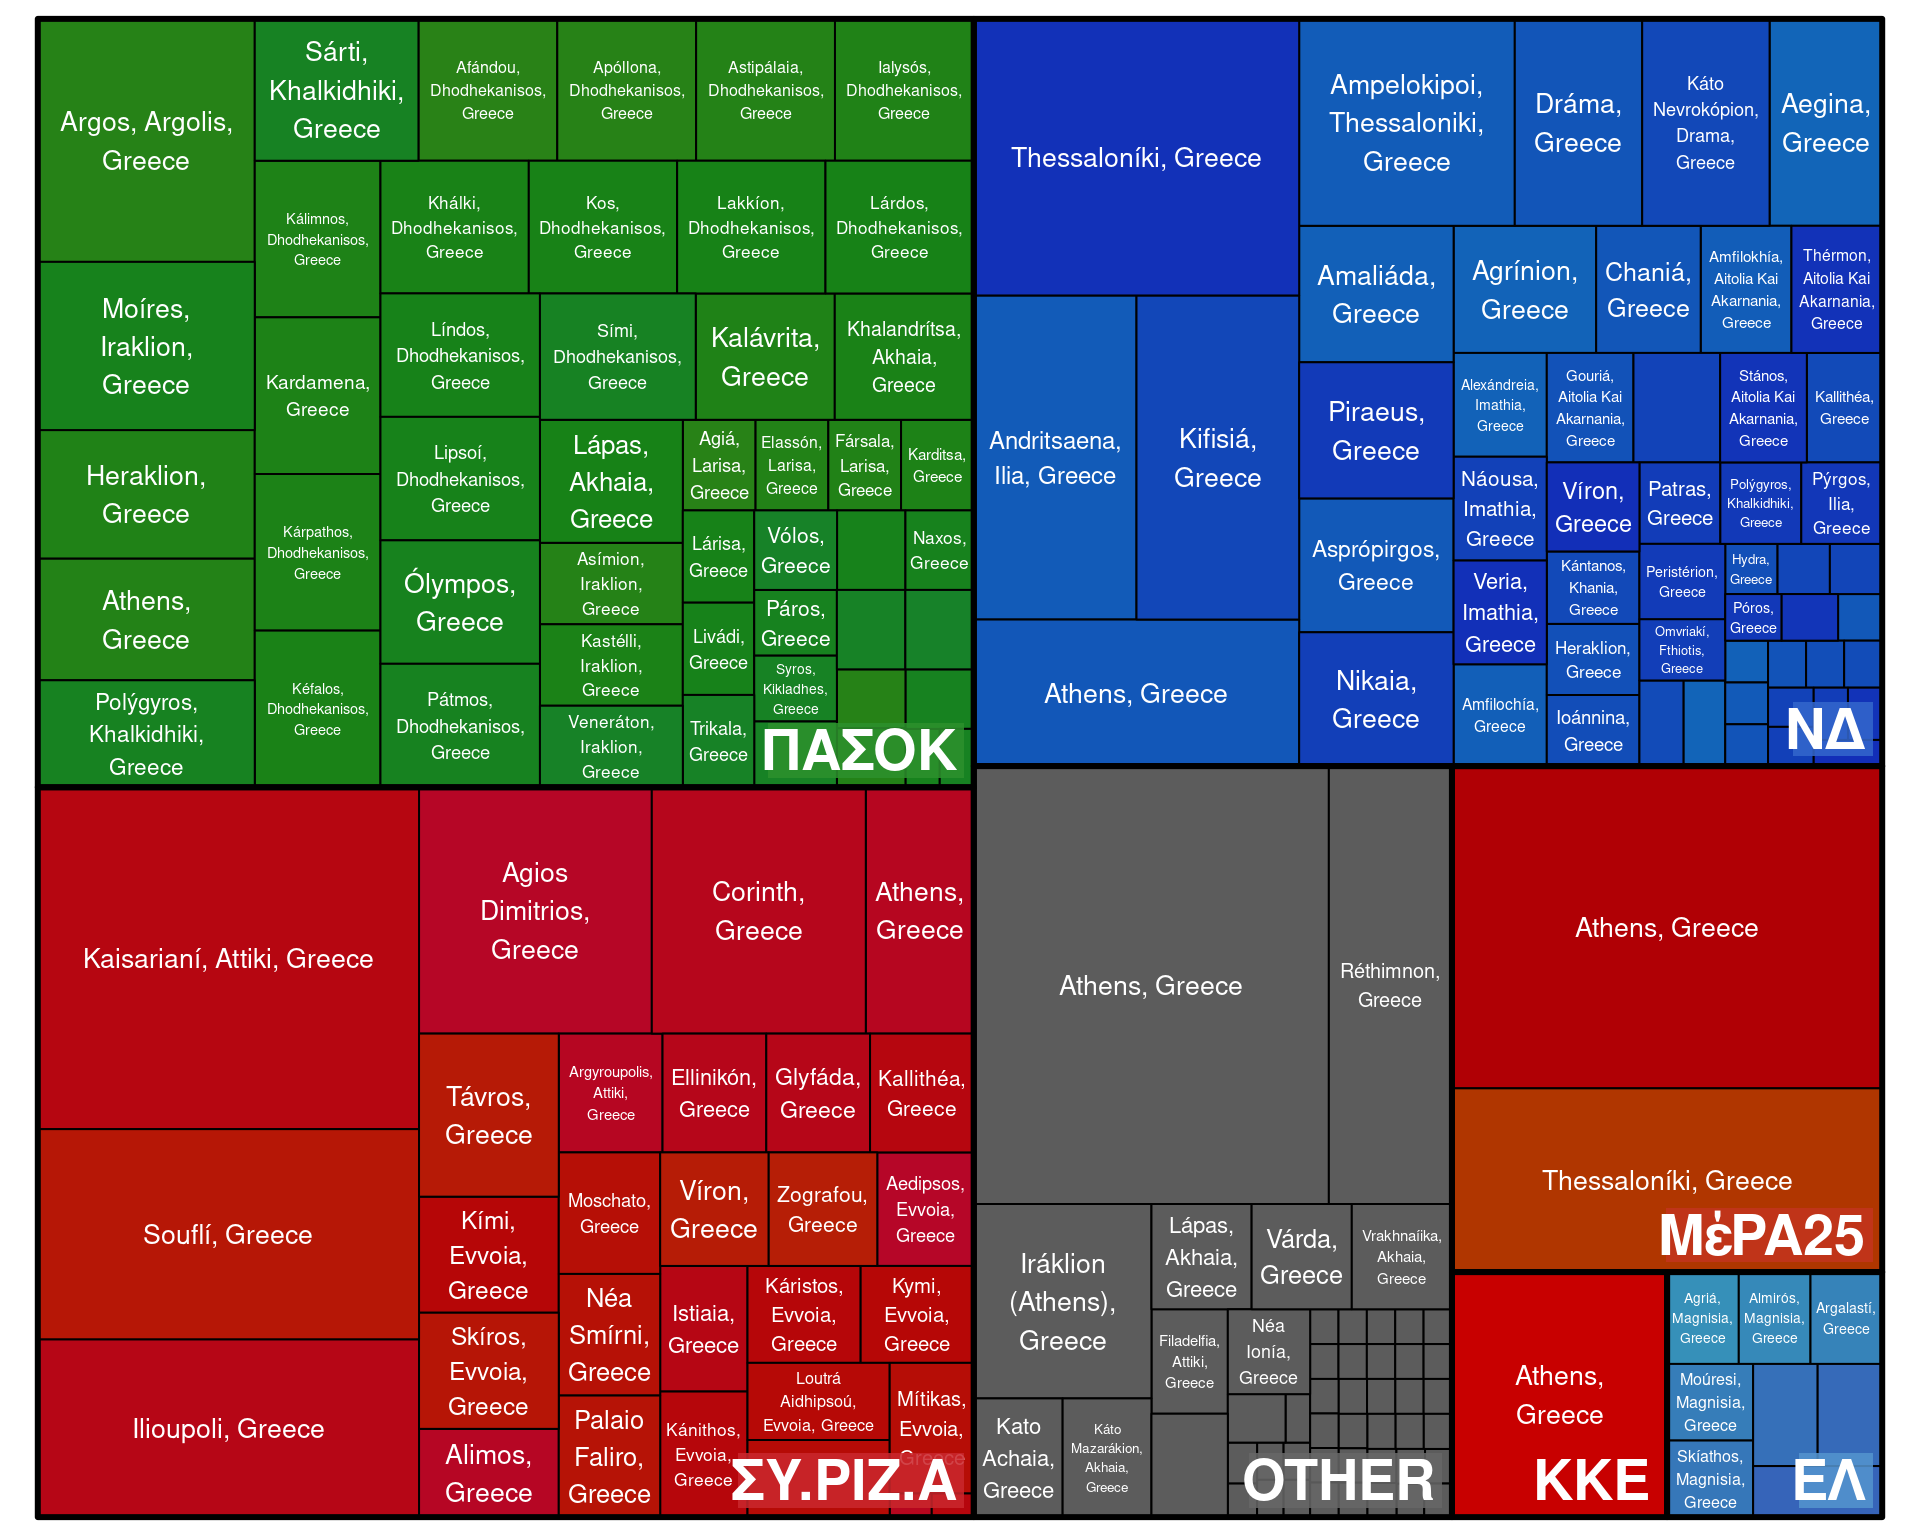 Argos, Argolis,
Greece
Moíres,
Iraklion,
Greece
Heraklion,
Greece
Athens,
Greece
Polýgyros,
Khalkidhiki,
Greece
Sárti,
Khalkidhiki,
Greece
Afándou,
Dhodhekanisos,
Greece
Apóllona,
Dhodhekanisos,
Greece
Astipálaia,
Dhodhekanisos,
Greece
Ialysós,
Dhodhekanisos,
Greece
Kálimnos,
Dhodhekanisos,
Greece
Kardamena,
Greece
Kárpathos,
Dhodhekanisos,
Greece
Kéfalos,
Dhodhekanisos,
Greece
Khálki,
Dhodhekanisos,
Greece
Kos,
Dhodhekanisos,
Greece
Lakkíon,
Dhodhekanisos,
Greece
Lárdos,
Dhodhekanisos,
Greece
Líndos,
Dhodhekanisos,
Greece
Lipsoí,
Dhodhekanisos,
Greece
Ólympos,
Greece
Pátmos,
Dhodhekanisos,
Greece
Sími,
Dhodhekanisos,
Greece
Kalávrita,
Greece
Khalandrítsa,
Akhaia,
Greece
Lápas,
Akhaia,
Greece
Asímion,
Iraklion,
Greece
Kastélli,
Iraklion,
Greece
Veneráton,
Iraklion,
Greece
Agiá,
Larisa,
Greece
Elassón,
Larisa,
Greece
Fársala,
Larisa,
Greece
Karditsa,
Greece
Lárisa,
Greece
Livádi,
Greece
Trikala,
Greece
Vólos,
Greece
Páros,
Greece
Syros,
Kikladhes,
Greece
Naxos,
Greece
ΠΑΣΟΚ
Thessaloníki, Greece
Andritsaena,
Ilia, Greece
Kifisiá,
Greece
Athens, Greece
Ampelokipoi,
Thessaloniki,
Greece
Dráma,
Greece
Káto
Nevrokópion,
Drama,
Greece
Aegina,
Greece
Amaliáda,
Greece
Piraeus,
Greece
Asprópirgos,
Greece
Nikaia,
Greece
Agrínion,
Greece
Chaniá,
Greece
Amfilokhía,
Aitolia Kai
Akarnania,
Greece
Thérmon,
Aitolia Kai
Akarnania,
Greece
Alexándreia,
Imathia,
Greece
Náousa,
Imathia,
Greece
Veria,
Imathia,
Greece
Amfilochía,
Greece
Gouriá,
Aitolia Kai
Akarnania,
Greece
Stános,
Aitolia Kai
Akarnania,
Greece
Kallithéa,
Greece
Víron,
Greece
Kántanos,
Khania,
Greece
Heraklion,
Greece
Ioánnina,
Greece
Patras,
Greece
Polýgyros,
Khalkidhiki,
Greece
Pýrgos,
Ilia,
Greece
Peristérion,
Greece
Omvriakí,
Fthiotis,
Greece
Hydra,
Greece
Póros,
Greece
ΝΔ
Kaisarianí, Attiki, Greece
Souflí, Greece
Ilioupoli, Greece
Agios
Dimitrios,
Greece
Corinth,
Greece
Athens,
Greece
Távros,
Greece
Kími,
Evvoia,
Greece
Skíros,
Evvoia,
Greece
Alimos,
Greece
Argyroupolis,
Attiki,
Greece
Ellinikón,
Greece
Glyfáda,
Greece
Kallithéa,
Greece
Moschato,
Greece
Néa
Smírni,
Greece
Palaio
Faliro,
Greece
Víron,
Greece
Zografou,
Greece
Aedipsos,
Evvoia,
Greece
Istiaia,
Greece
Kánithos,
Evvoia,
Greece
Káristos,
Evvoia,
Greece
Kymi,
Evvoia,
Greece
Loutrá
Aidhipsoú,
Evvoia, Greece
Mítikas,
Evvoia,
Greece
ΣΥ.ΡΙΖ.Α
Athens, Greece
Réthimnon,
Greece
Iráklion
(Athens),
Greece
Kato
Achaia,
Greece
Káto
Mazarákion,
Akhaia,
Greece
Lápas,
Akhaia,
Greece
Várda,
Greece
Vrakhnaíika,
Akhaia,
Greece
Filadelfia,
Attiki,
Greece
Néa
Ionía,
Greece
OTHER
Athens, Greece
Thessaloníki, Greece
ΜέΡΑ25
Athens,
Greece
ΚΚΕ
Agriá,
Magnisia,
Greece
Almirós,
Magnisia,
Greece
Argalastí,
Greece
Moúresi,
Magnisia,
Greece
Skíathos,
Magnisia,
Greece
ΕΛ